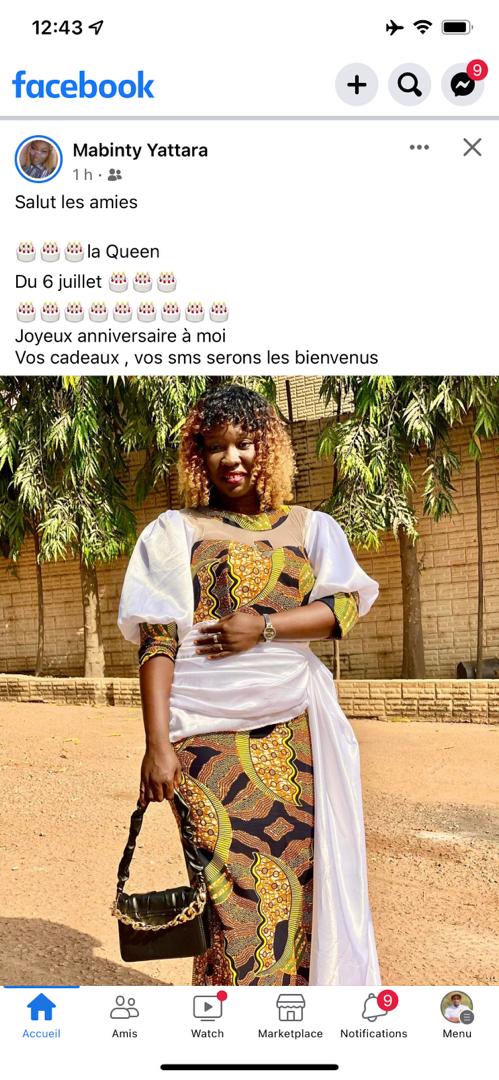 12:43
facebook
9
Mabinty Yattara
1 h
Salut les amies
🎂🎂🎂la Queen
Du 6 juillet 🎂🎂🎂
🎂🎂🎂🎂🎂🎂🎂🎂🎂
Joyeux anniversaire à moi
Vos cadeaux , vos sms serons les bienvenus
9
Accueil Amis Watch Marketplace Notifications Menu